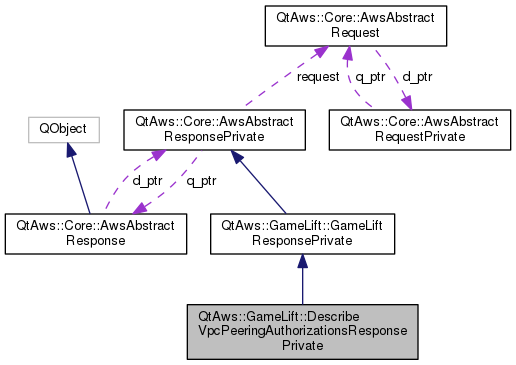 QtAws::Core::AwsAbstract
Request
request
q_ptr
d_ptr
QObject
QtAws::Core::AwsAbstract
ResponsePrivate
QtAws::Core::AwsAbstract
RequestPrivate
d_ptr
q_ptr
QtAws::Core::AwsAbstract
Response
QtAws::GameLift::GameLift
ResponsePrivate
QtAws::GameLift::Describe
VpcPeeringAuthorizationsResponse
Private